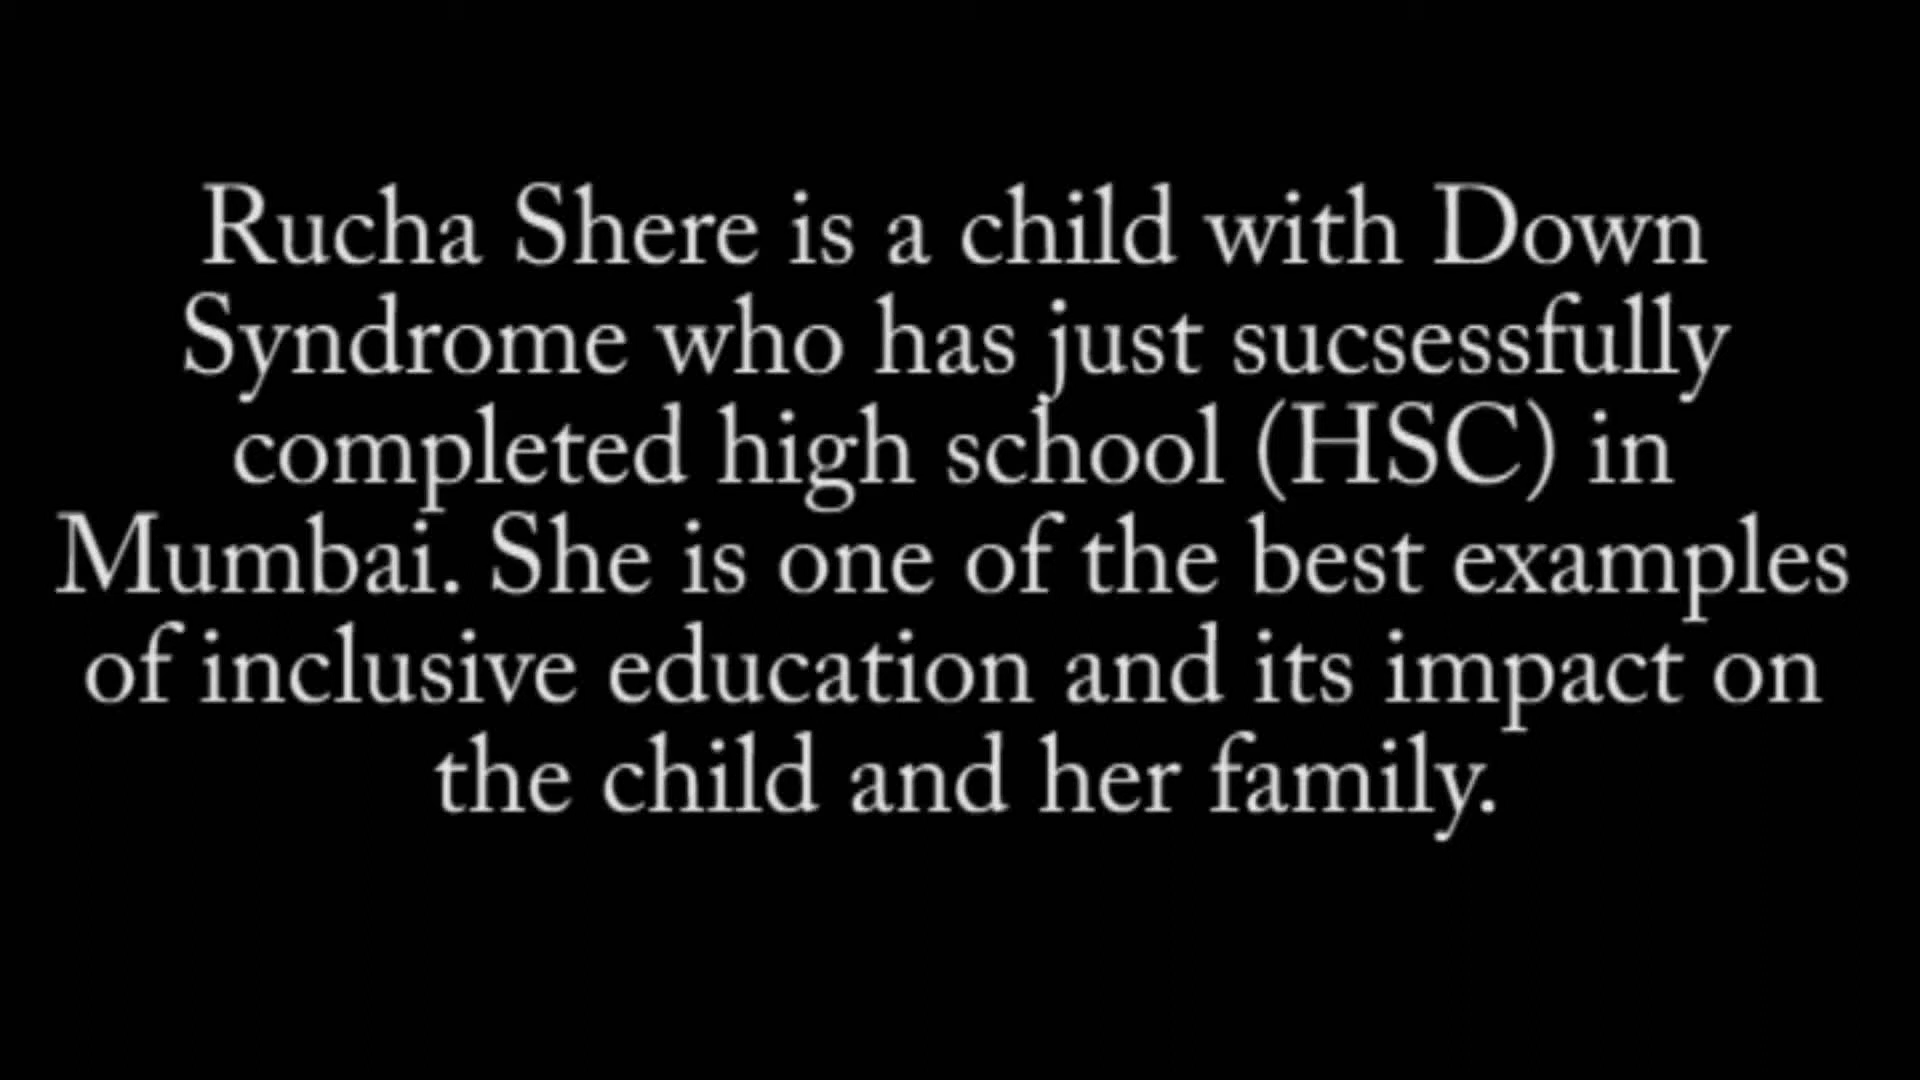 Rucha Shere is a child with Down
Syndrome who has just sucsessfully
completed high school (HSC) in
Mumbai. She is one of the best examples
of inclusive education and its impact on
the child and her family.